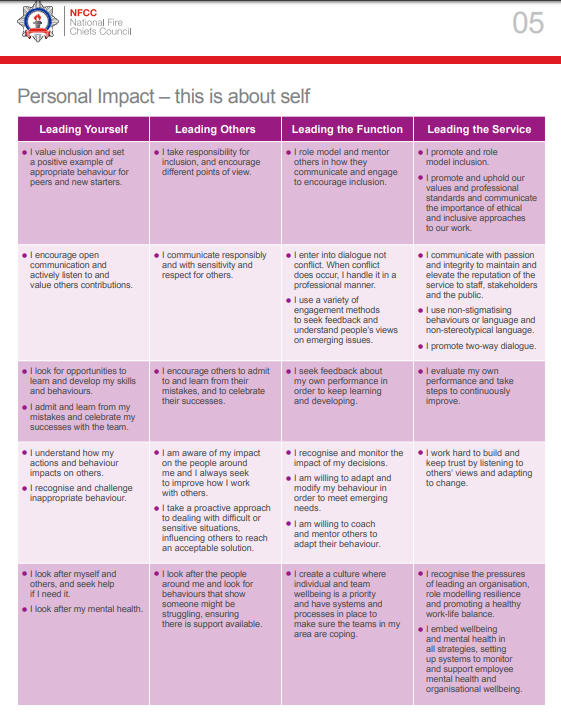 NFCC
National Fire
Chiefs Council
05
Personal Impact – this is about self
Leading Yourself
Leading Others
Leading the Function
Leading the Service
• I value inclusion and set
a positive example of
appropriate behaviour for
peers and new starters.
• I take responsibility for
inclusion, and encourage
different points of view.
• I role model and mentor
others in how they
communicate and engage
to encourage inclusion.
• I promote and role
model inclusion.
• I promote and uphold our
values and professional
standards and communicate
the importance of ethical
and inclusive approaches
to our work.
• I encourage open
communication and
actively listen to and
value others contributions.
• I communicate responsibly
and with sensitivity and
respect for others.
• I enter into dialogue not
conflict. When conflict
does occur, I handle it in a
professional manner.
• I use a variety of
engagement methods
to seek feedback and
understand people's views
on emerging issues.
• I communicate with passion
and integrity to maintain and
elevate the reputation of the
service to staff, stakeholders
and the public.
• I use non-stigmatising
behaviours or language and
non-stereotypical language.
• I promote two-way dialogue.
• I look for opportunities to
learn and develop my skills
and behaviours.
• I admit and learn from my
mistakes and celebrate my
successes with the team.
• I encourage others to admit
to and learn from their
mistakes, and to celebrate
their successes.
• I seek feedback about
my own performance in
order to keep learning
and developing.
• I evaluate my own
performance and take
steps to continuously
improve.
• I understand how my
actions and behaviour
impacts on others.
• I recognise and challenge
inappropriate behaviour.
• I am aware of my impact
on the people around
me and I always seek
to improve how I work
with others.
• I take a proactive approach
to dealing with difficult or
sensitive situations,
influencing others to reach
an acceptable solution.
• I recognise and monitor the
impact of my decisions.
• I am willing to adapt and
modify my behaviour in
order to meet emerging
needs.
• I am willing to coach
and mentor others to
adapt their behaviour.
• I work hard to build and
keep trust by listening to
others' views and adapting
to change.
• I look after myself and
others, and seek help
if I need it.
• I look after my mental health.
• I look after the people
around me and look for
behaviours that show
someone might be
struggling, ensuring
there is support available.
• I create a culture where
individual and team
wellbeing is a priority
and have systems and
processes in place to
make sure the teams in my
area are coping.
• I recognise the pressures
of leading an organisation,
role modelling resilience
and promoting a healthy
work-life balance.
• I embed wellbeing
and mental health in
all strategies, setting
up systems to monitor
and support employee
mental health and
organisational wellbeing.